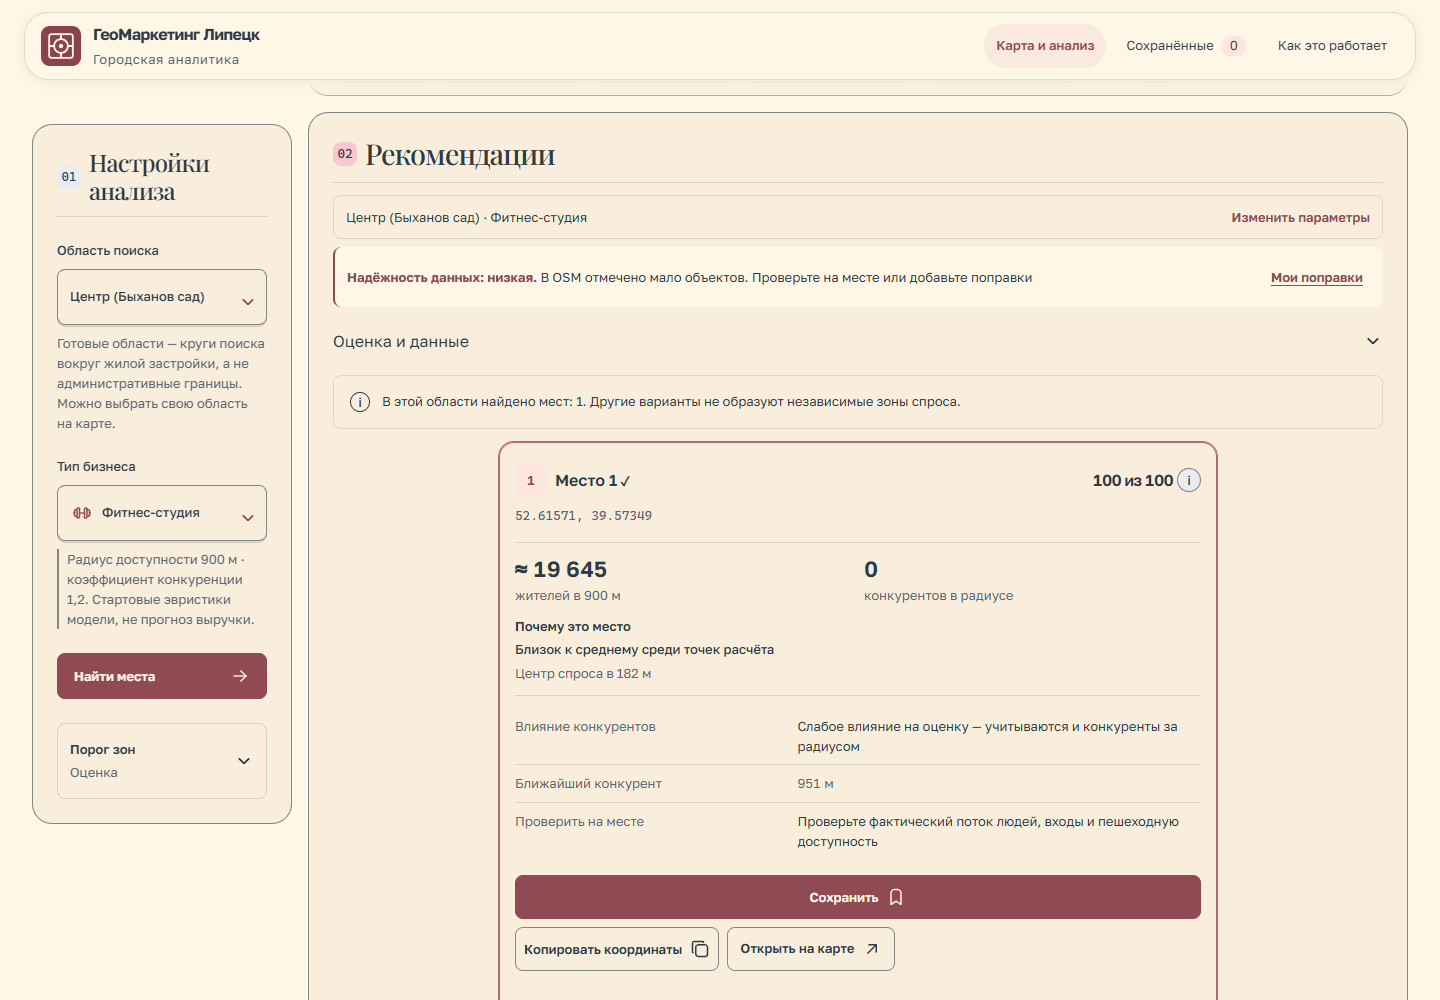 ГеоМаркетинг Липецк
Городская аналитика
Карта и анализ
Сохранённые 0
Как это работает
01 Настройки
анализа
Область поиска
Центр (Быханов сад)
Готовые области — круги поиска
вокруг жилой застройки, а не
административные границы.
Можно выбрать свою область
на карте.
Тип бизнеса
Фитнес-студия
Радиус доступности 900 м ·
коэффициент конкуренции
1,2. Стартовые эвристики
модели, не прогноз выручки.
Найти места
Порог зон
Оценка
02 Рекомендации
Центр (Быханов сад) · Фитнес-студия
Изменить параметры
Надёжность данных: низкая. В OSM отмечено мало объектов. Проверьте на месте или добавьте поправки
Мои поправки
Оценка и данные
i В этой области найдено мест: 1. Другие варианты не образуют независимые зоны спроса.
1 Место 1 ✓
100 из 100 i
52.61571, 39.57349
≈ 19 645
жителей в 900 м
0
конкурентов в радиусе
Почему это место
Близок к среднему среди точек расчёта
Центр спроса в 182 м
Влияние конкурентов
Слабое влияние на оценку — учитываются и конкуренты за
радиусом
Ближайший конкурент
951 м
Проверить на месте
Проверьте фактический поток людей, входы и пешеходную
доступность
Сохранить
Копировать координаты
Открыть на карте